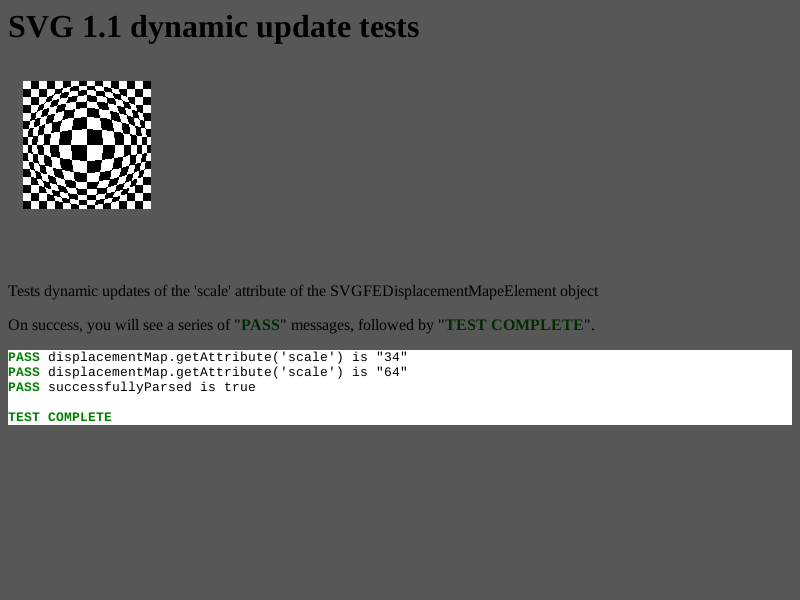 SVG 1.1 dynamic update tests
Tests dynamic updates of the 'scale' attribute of the SVGFEDisplacementMapeElement object
On success, you will see a series of "PASS" messages, followed by "TEST COMPLETE".
PASS displacementMap.getAttribute('scale') is "34"
PASS displacementMap.getAttribute('scale') is "64"
PASS successfullyParsed is true
TEST COMPLETE